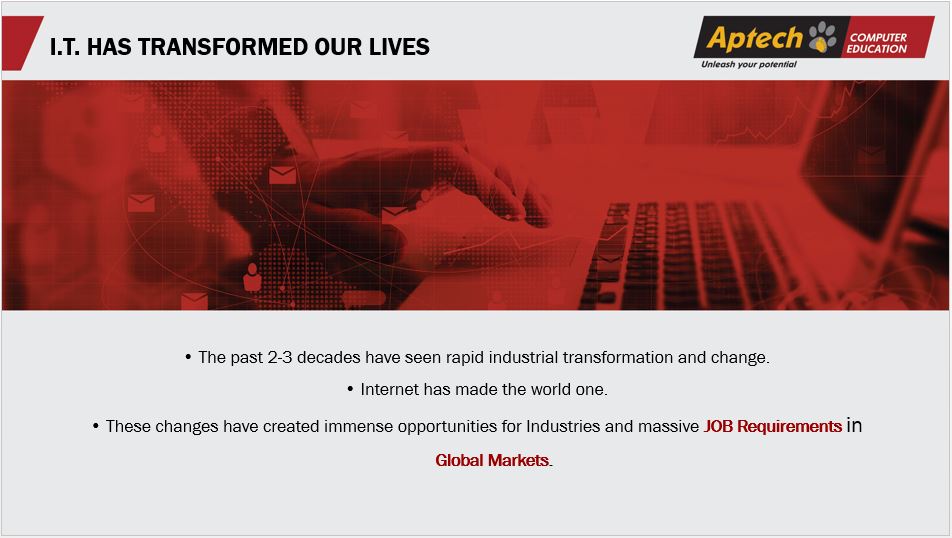 I.T. HAS TRANSFORMED OUR LIVES
Aptech
COMPUTER
EDUCATION
Unleash your potential
• The past 2-3 decades have seen rapid industrial transformation and change.
• Internet has made the world one.
• These changes have created immense opportunities for Industries and massive JOB Requirements in
Global Markets.